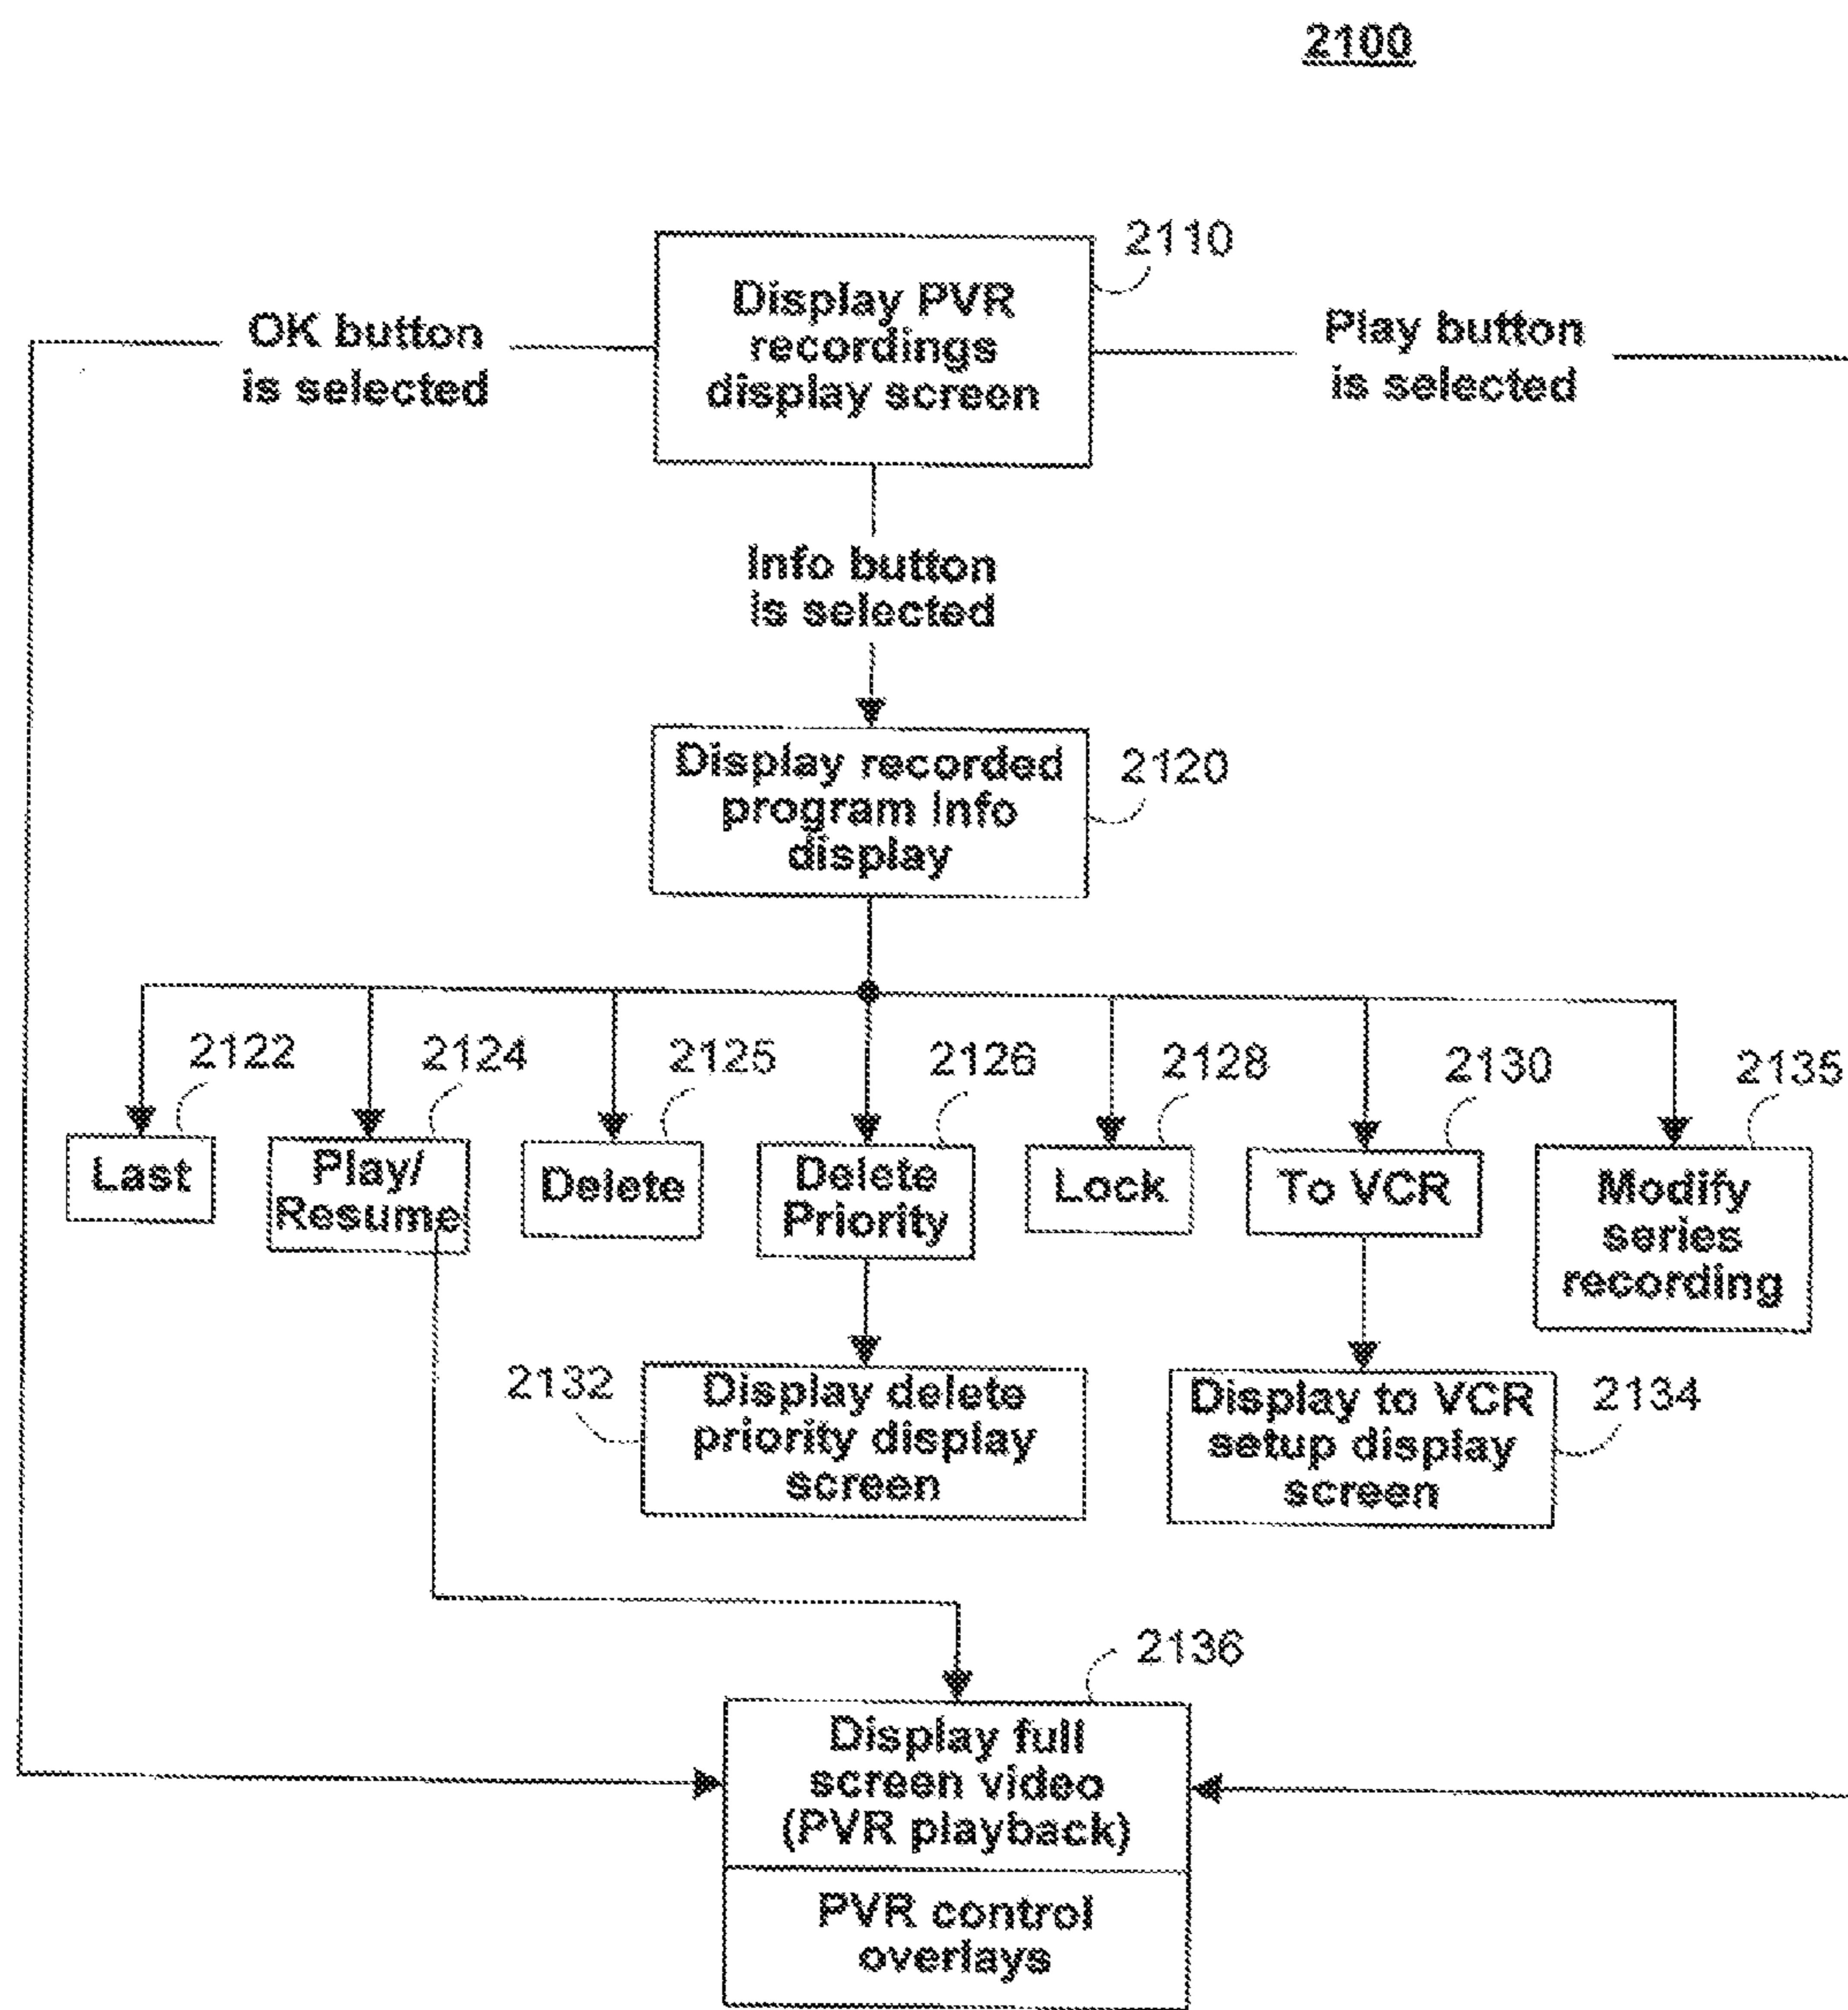 2100
2110
Display PVR
recordings
display screen
OK button
is selected
Play button
is selected
Info button
is selected
Display recorded
program info
display
2120
2122
2124
2125
2126
2128
2130
2135
Last
Play/
Resume
Delete
Delete
Priority
Lock
To VCR
Modify
series
recording
2132
Display delete
priority display
screen
Display to VCR
setup display
screen
2134
2136
Display full
screen video
(PVR playback)
PVR control
overlays